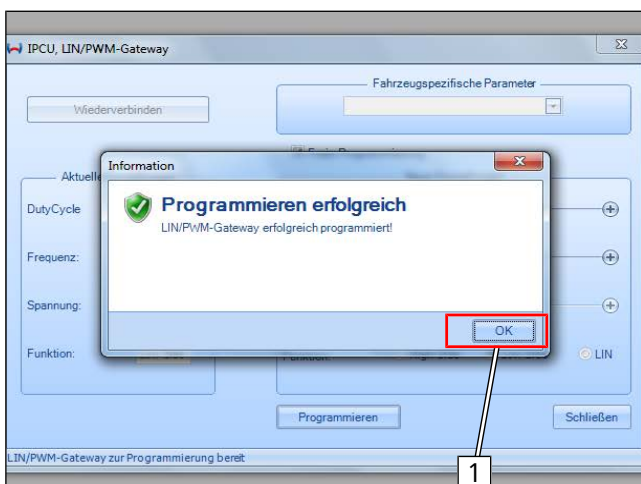 IPCU, LIN/PWM-Gateway
Fahrzeugspezifische Parameter
Wiederverbinden
Information
Programmieren erfolgreich
LIN/PWM-Gateway erfolgreich programmiert!
OK
DutyCycle
Frequenz:
Spannung:
Funktion:
LIN
Programmieren
Schließen
LIN/PWM-Gateway zur Programmierung bereit
1